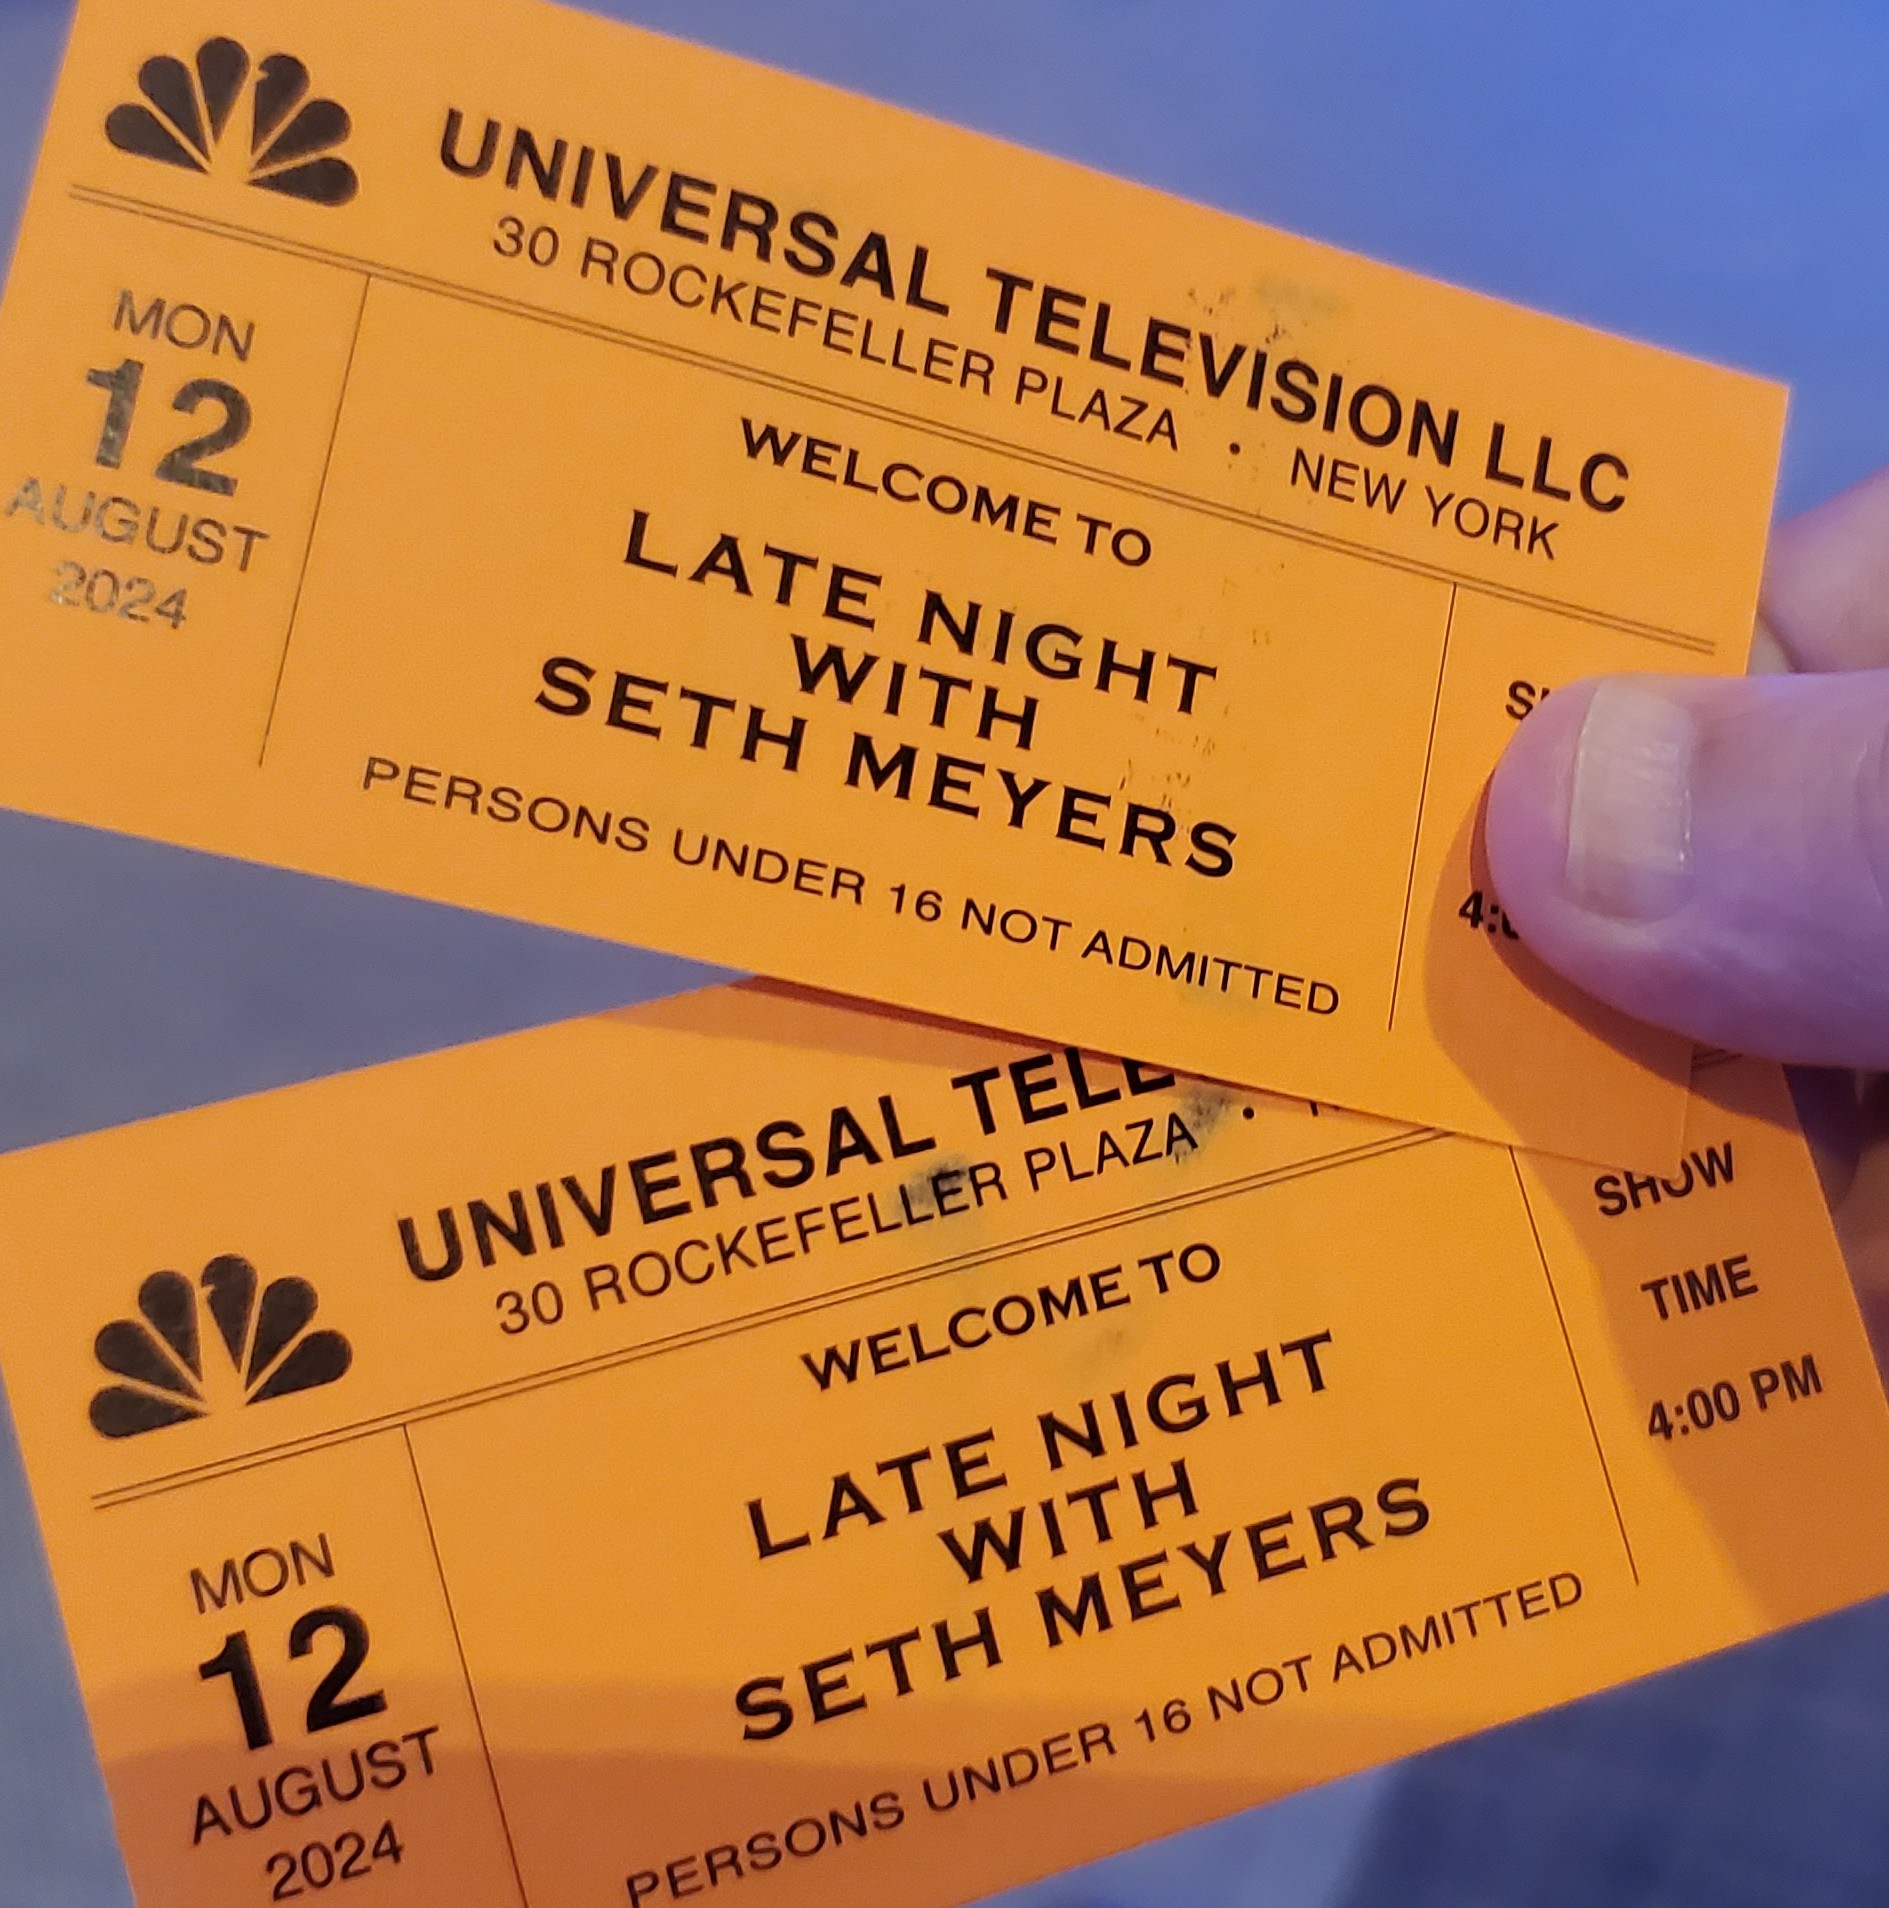 UNIVERSAL TELEVISION LLC
30 ROCKEFELLER PLAZA · NEW YORK
MON
12
AUGUST
2024
WELCOME TO
LATE NIGHT
WITH
SETH MEYERS
PERSONS UNDER 16 NOT ADMITTED
UNIVERSAL
30 ROCKEFELLER PLAZA ·
MON
12
AUGUST
2024
WELCOME TO
LATE NIGHT
WITH
SETH MEYERS
PERSONS UNDER 16 NOT ADMITTED
SHOW
TIME
4:00 PM